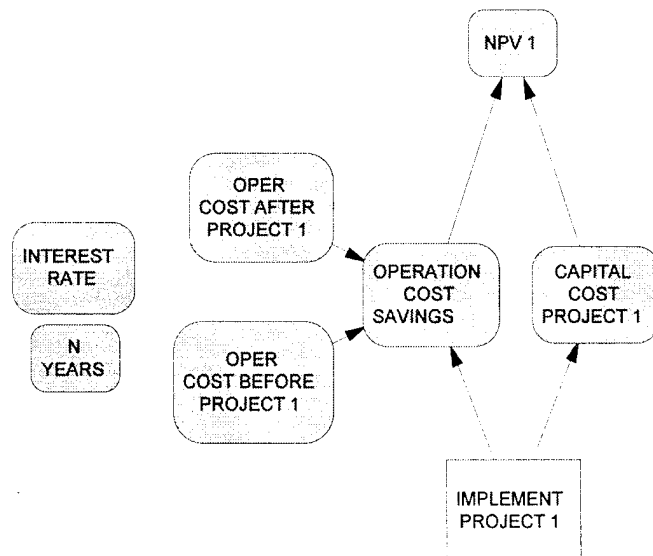 NPV 1
OPER
COST AFTER
PROJECT 1
INTEREST
RATE
OPERATION
COST
SAVINGS
CAPITAL
COST
PROJECT 1
N
YEARS
OPER
COST BEFORE
PROJECT 1
IMPLEMENT
PROJECT 1